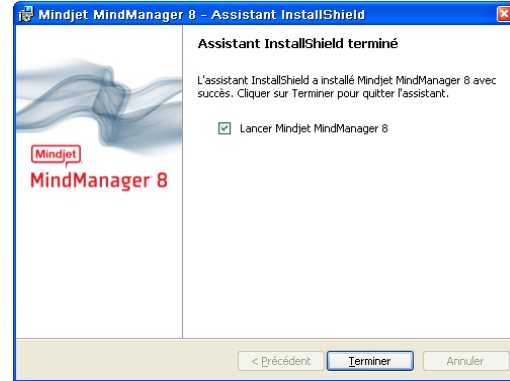 Mindjet MindManager 8 - Assistant InstallShield
Assistant InstallShield terminé
L'assistant InstallShield a installé Mindjet MindManager 8 avec
succès. Cliquer sur Terminer pour quitter l'assistant.
Lancer Mindjet MindManager 8
Mindjet
MindManager 8
< Précédent
Terminer
Annuler